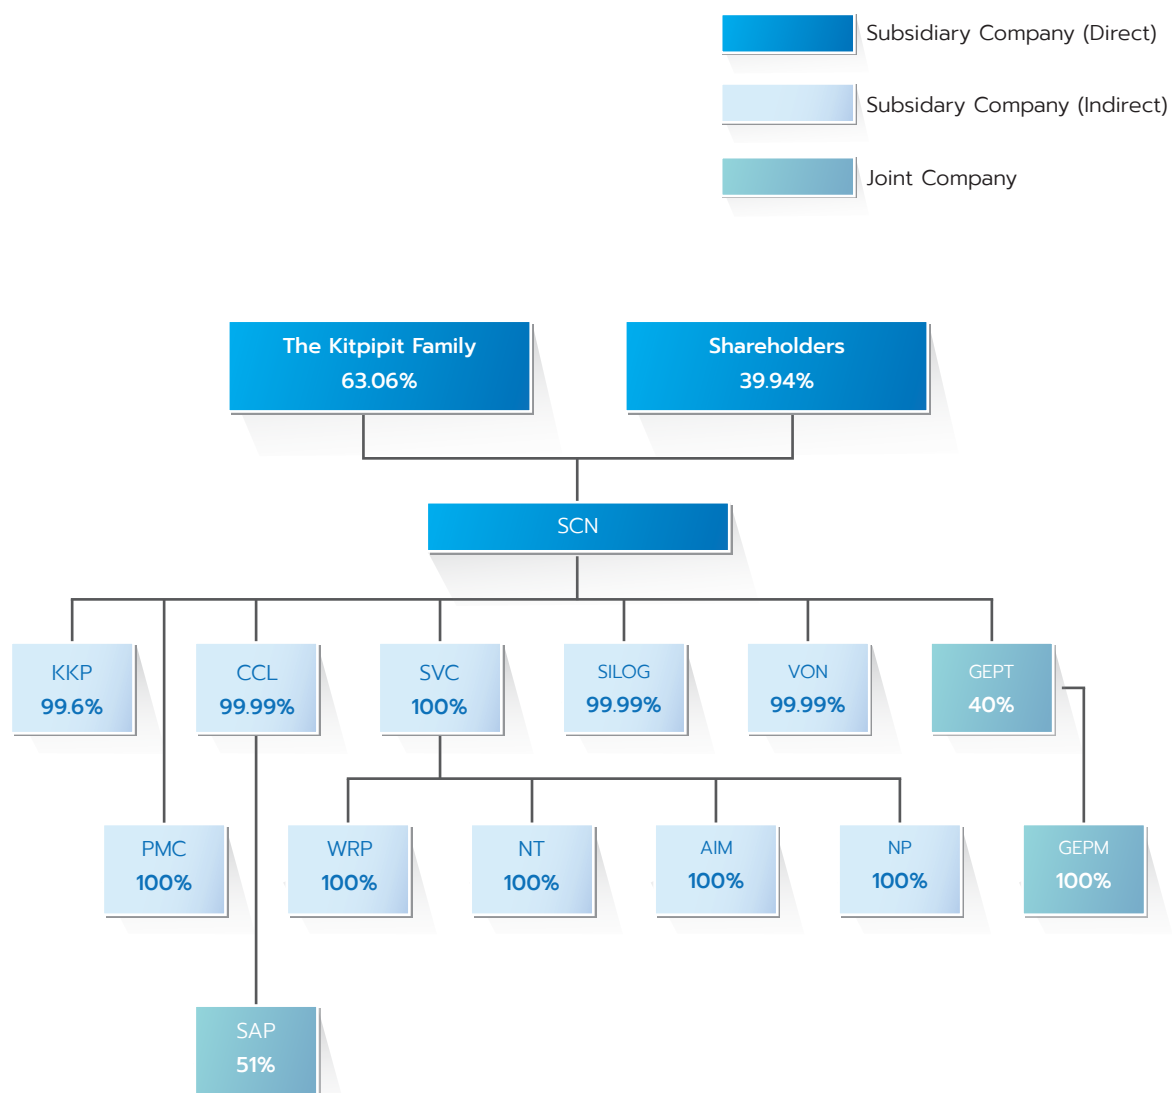 Subsidiary Company (Direct)
Subsidary Company (Indirect)
Joint Company
The Kitpipit Family
63.06%
Shareholders
39.94%
SCN
KKP
99.6%
CCL
99.99%
SVC
100%
SILOG
99.99%
VON
99.99%
GEPT
40%
PMC
100%
WRP
100%
NT
100%
AIM
100%
NP
100%
GEPM
100%
SAP
51%